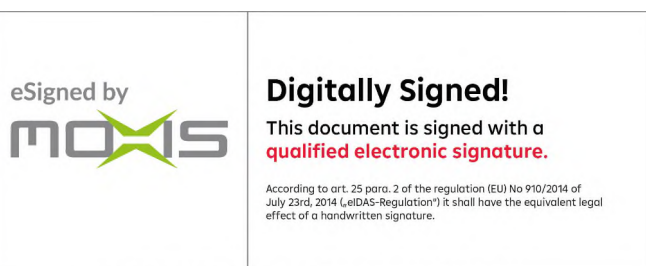 eSigned by
MOXIS
Digitally Signed!
This document is signed with a
qualified electronic signature.
According to art. 25 para. 2 of the regulation (EU) No 910/2014 of
July 23rd, 2014 („eIDAS-Regulation“) it shall have the equivalent legal
effect of a handwritten signature.